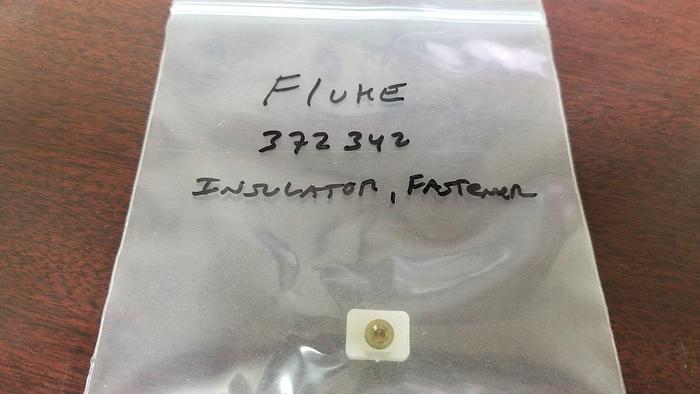 FLUKE
372 342
INSULATOR, FASTENER